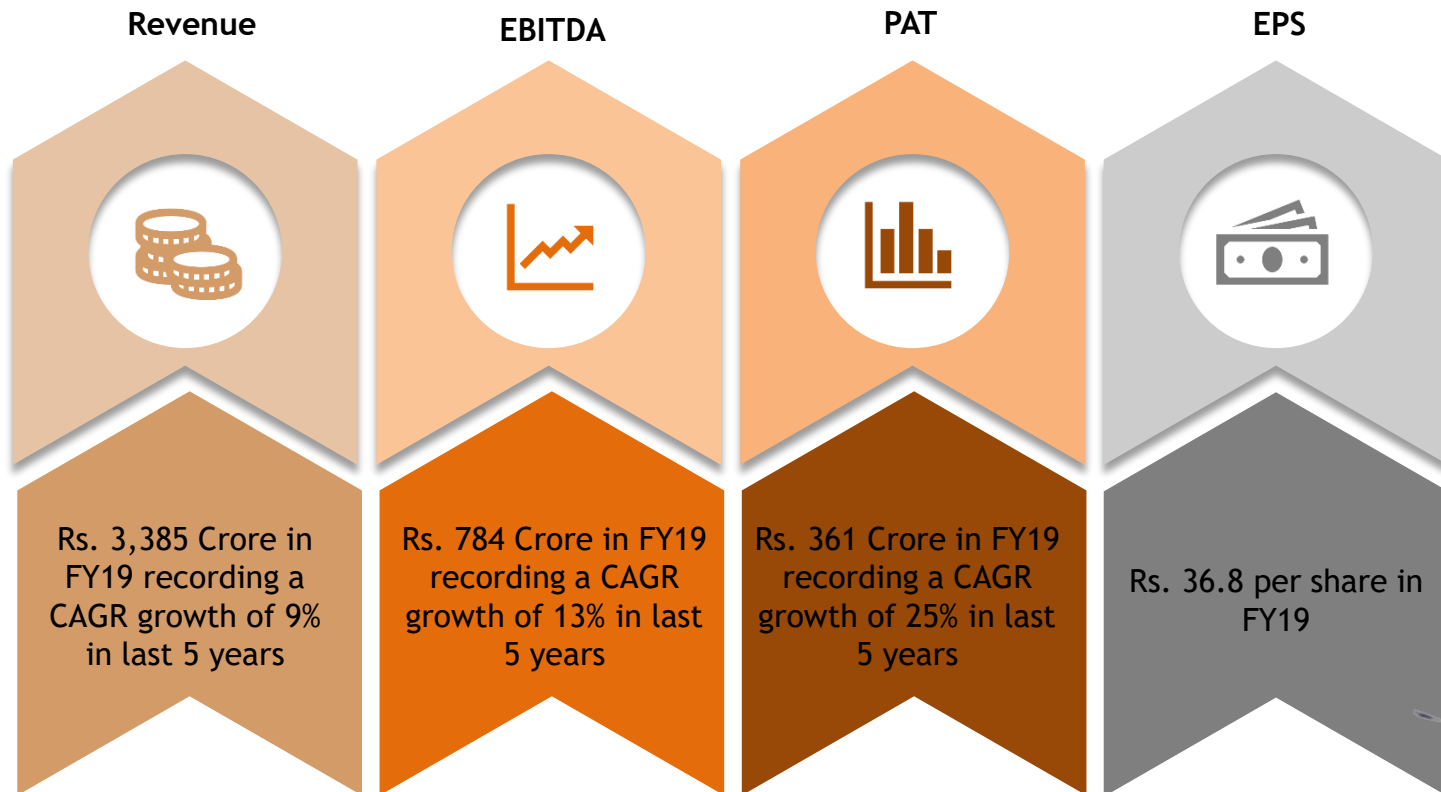 Revenue
EBITDA
PAT
EPS
Rs. 3,385 Crore in
FY19 recording a
CAGR growth of 9%
in last 5 years
Rs. 784 Crore in FY19
recording a CAGR
growth of 13% in last
5 years
Rs. 361 Crore in FY19
recording a CAGR
growth of 25% in last
5 years
Rs. 36.8 per share in
FY19